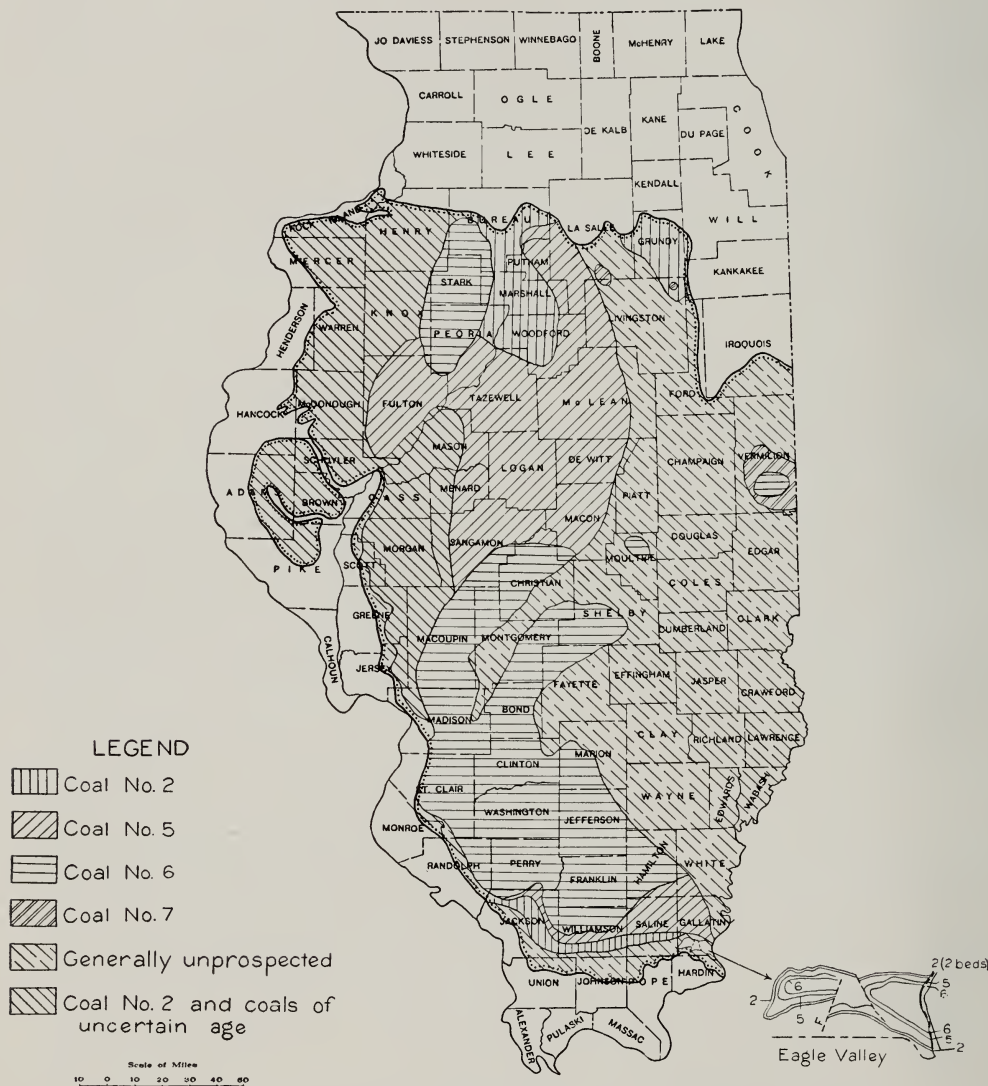 JO DAVIESS STEPHENSON WINNEBAGO BOONE McHENRY LAKE
CARROLL OGLE DE KALB KANE DU PAGE COOK
WHITESIDE LEE KENDALL WILL
ROCK ISLAND HENRY BUREAU LA SALLE GRUNDY
MERCER STARK PUTNAM KANKAKEE
HENDERSON WARREN KNOX PEORIA MARSHALL WOODFORD LIVINGSTON IROQUOIS
HANCOCK McDONOUGH FULTON TAZEWELL McLEAN FORD
ADAMS SCHUYLER MASON LOGAN DE WITT CHAMPAIGN VERMILION
BROWN CASS MENARD PIATT
PIKE SCOTT MORGAN SANGAMON MACON MOULTRIE DOUGLAS EDGAR
GREENE CHRISTIAN SHELBY COLES
CALHOUN JERSEY MACOUPIN MONTGOMERY CUMBERLAND CLARK
MADISON BOND FAYETTE EFFINGHAM JASPER CRAWFORD
CLINTON MARION CLAY RICHLAND LAWRENCE
ST. CLAIR WASHINGTON JEFFERSON WAYNE EDWARDS WABASH
MONROE RANDOLPH PERRY FRANKLIN HAMILTON WHITE
JACKSON WILLIAMSON SALINE GALLATIN
UNION JOHNSON POPE HARDIN
ALEXANDER PULASKI MASSAC
LEGEND
Coal No. 2
Coal No. 5
Coal No. 6
Coal No. 7
Generally unprospected
Coal No. 2 and coals of
uncertain age
Scale of Miles
10 0 10 20 30 40 50
2 (2 beds)
5
6
6
2
5
F
6
5
2
Eagle Valley